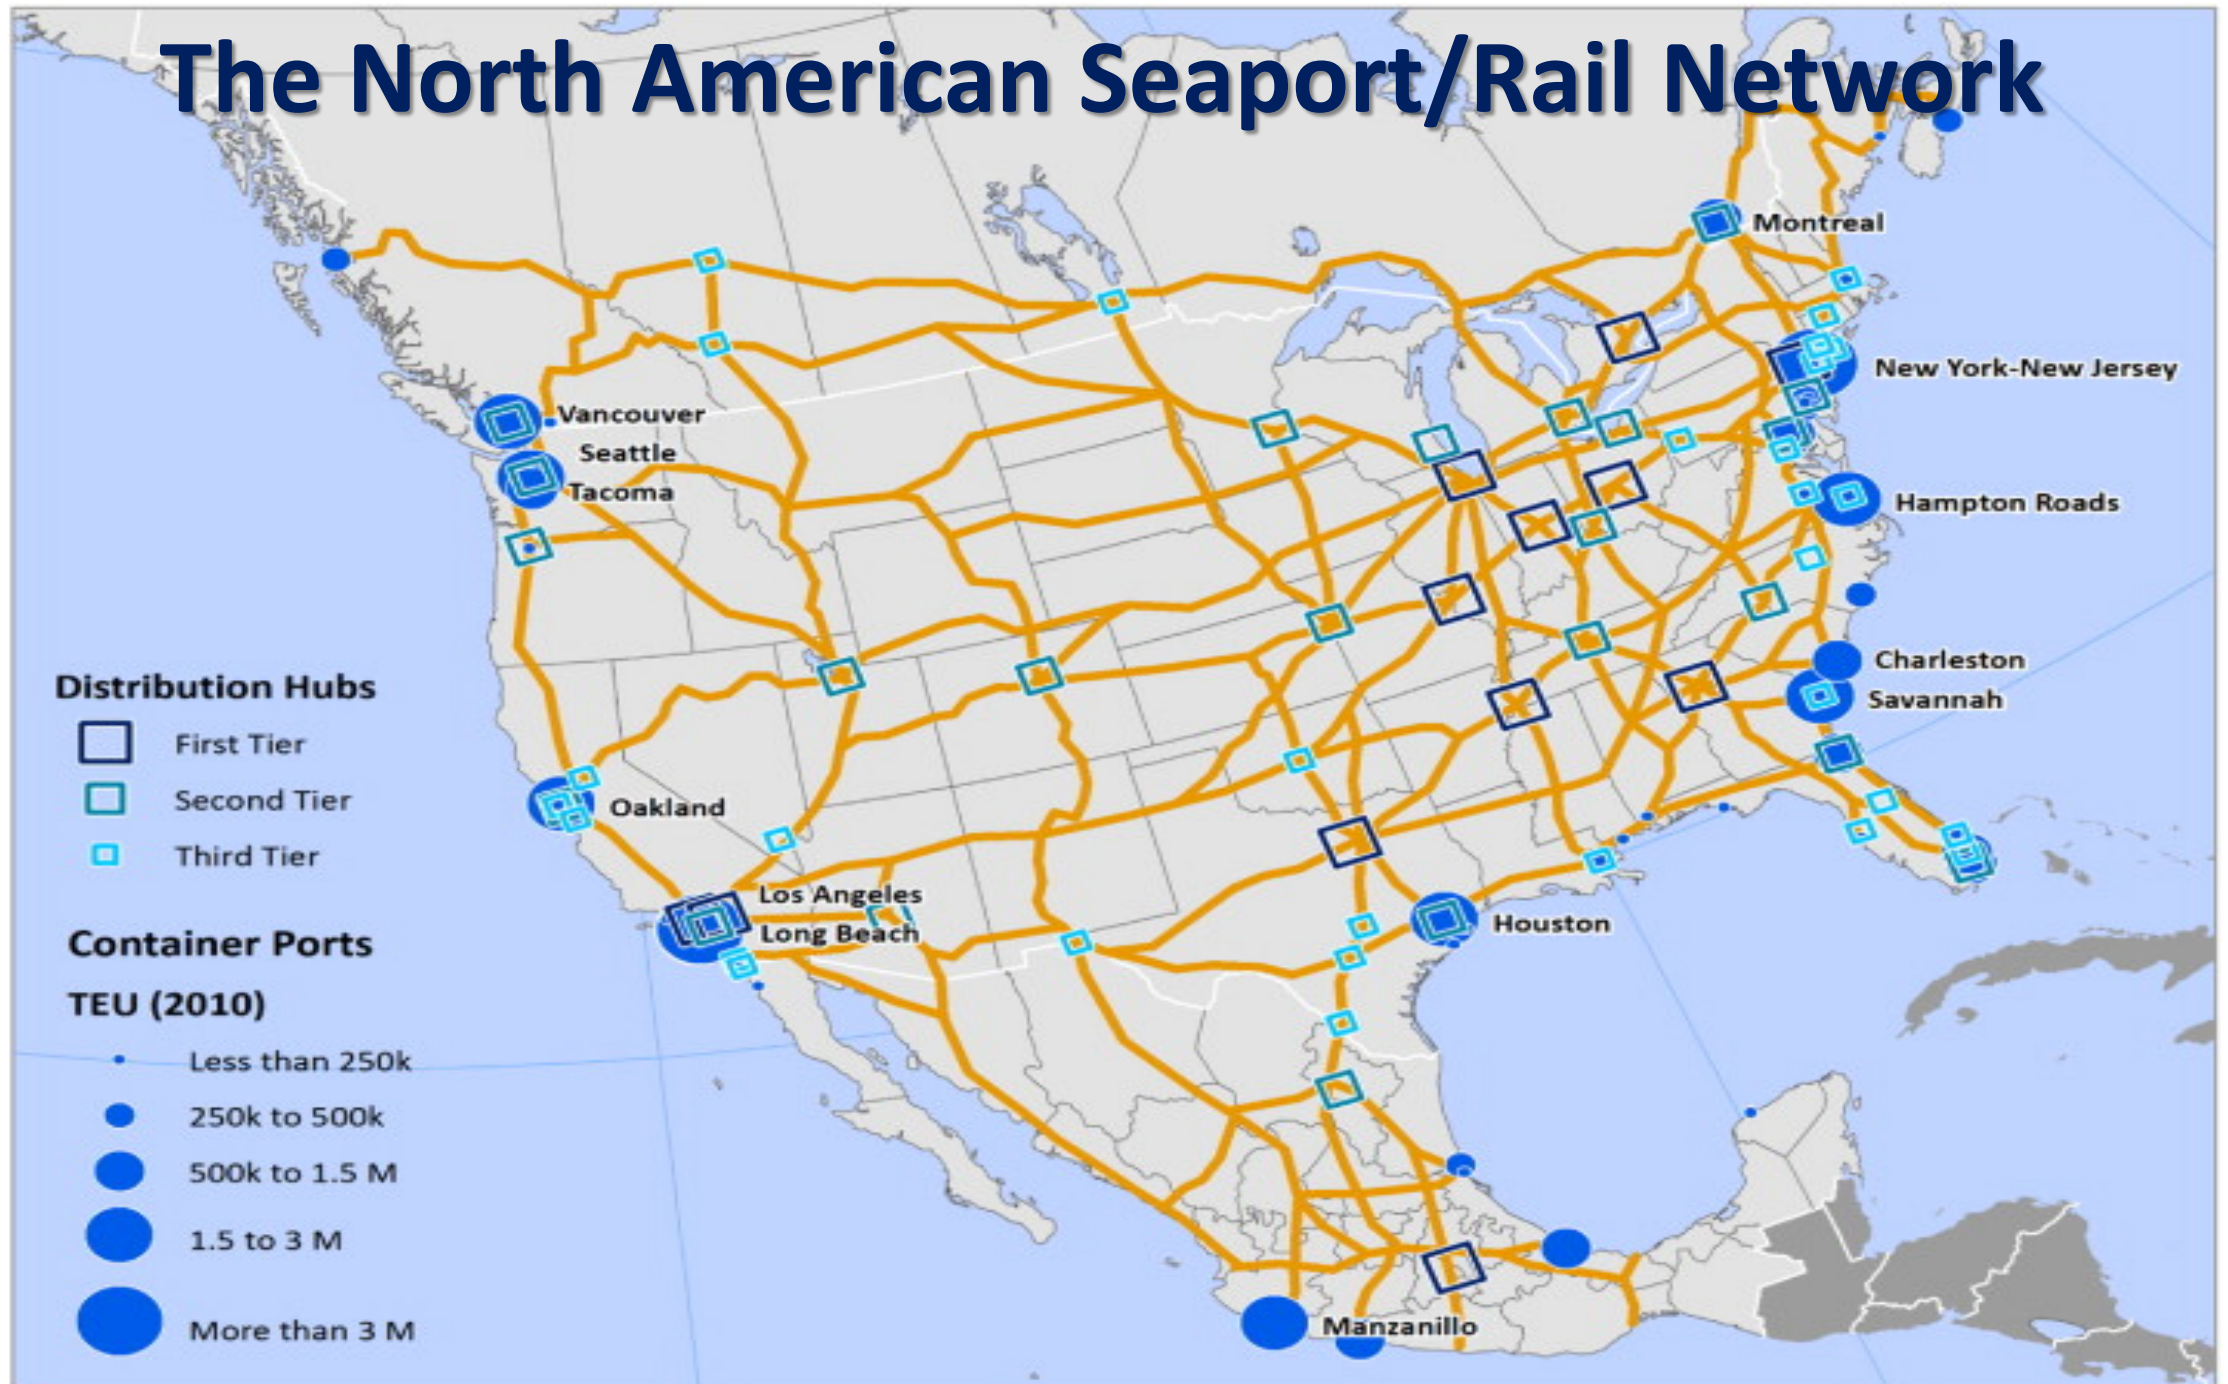 The North American Seaport/Rail Network
Montreal
New York-New Jersey
Vancouver
Seattle
Tacoma
Hampton Roads
Charleston
Savannah
Oakland
Los Angeles
Long Beach
Houston
Manzanillo
Distribution Hubs
First Tier
Second Tier
Third Tier
Container Ports
TEU (2010)
Less than 250k
250k to 500k
500k to 1.5 M
1.5 to 3 M
More than 3 M